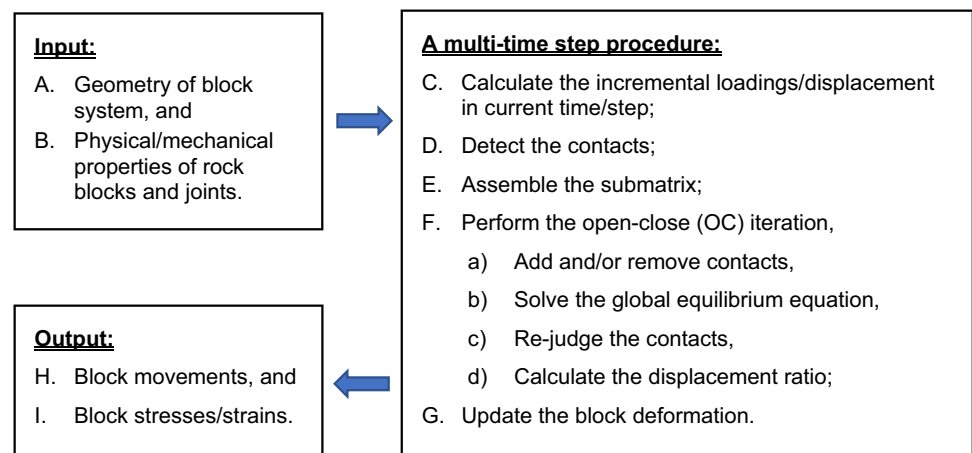 Input:
A. Geometry of block
system, and
B. Physical/mechanical
properties of rock
blocks and joints.
A multi-time step procedure:
C. Calculate the incremental loadings/displacement
in current time/step;
D. Detect the contacts;
E. Assemble the submatrix;
F. Perform the open-close (OC) iteration,
a) Add and/or remove contacts,
b) Solve the global equilibrium equation,
c) Re-judge the contacts,
d) Calculate the displacement ratio;
G. Update the block deformation.
Output:
H. Block movements, and
I. Block stresses/strains.